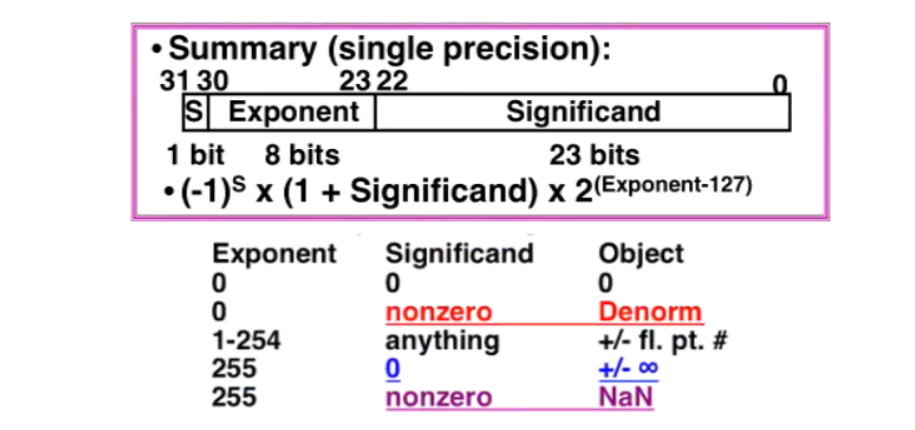 • Summary (single precision):
31 30 23 22 0
S Exponent Significand
1 bit 8 bits 23 bits
• (-1)^S x (1 + Significand) x 2^(Exponent-127)
Exponent Significand Object
0 0 0
0 nonzero Denorm
1-254 anything +/- fl. pt. #
255 0 +/- ∞
255 nonzero NaN